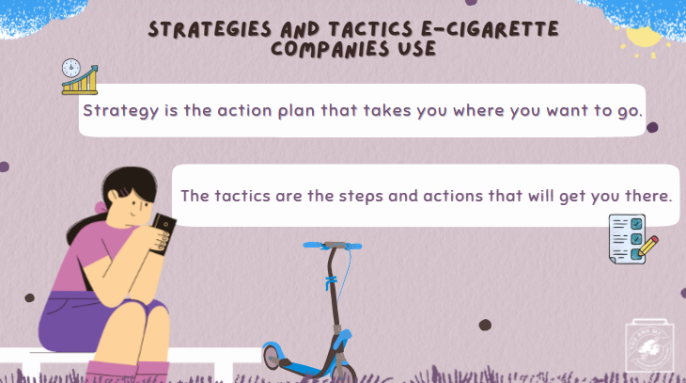 STRATEGIES AND TACTICS E-CIGARETTE
COMPANIES USE
Strategy is the action plan that takes you where you want to go.
The tactics are the steps and actions that will get you there.